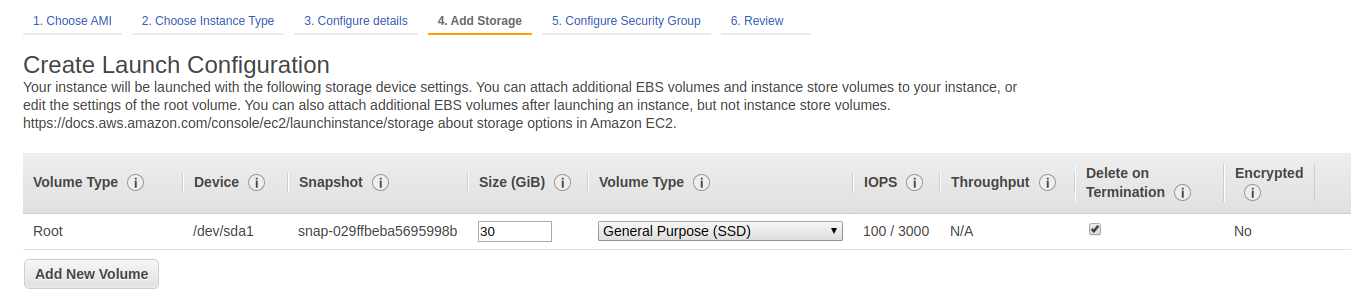 1. Choose AMI 2. Choose Instance Type 3. Configure details 4. Add Storage 5. Configure Security Group 6. Review
Create Launch Configuration
Your instance will be launched with the following storage device settings. You can attach additional EBS volumes and instance store volumes to your instance, or
edit the settings of the root volume. You can also attach additional EBS volumes after launching an instance, but not instance store volumes.
https://docs.aws.amazon.com/console/ec2/launchinstance/storage about storage options in Amazon EC2.
Volume Type i Device i Snapshot i Size (GiB) i Volume Type i IOPS i Throughput i Delete on Termination i Encrypted i
Root /dev/sda1 snap-029ffbeba5695998b 30 General Purpose (SSD) 100 / 3000 N/A No
Add New Volume